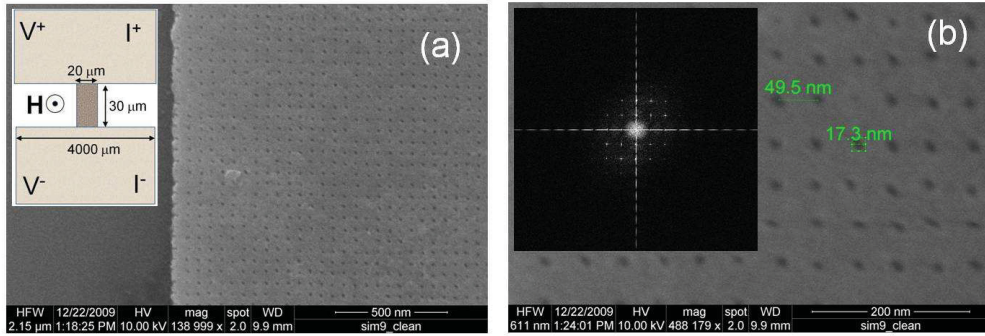 (a)
V+ I+
20 μm
H
30 μm
4000 μm
V- I-
HFW 12/22/2009 HV mag spot WD 500 nm
2.15 μm 1:18:25 PM 10.00 kV 138 999 x 2.0 9.9 mm sim9_clean
(b)
49.5 nm
17.3 nm
HFW 12/22/2009 HV mag spot WD 200 nm
611 nm 1:24:01 PM 10.00 kV 488 179 x 2.0 9.9 mm sim9_clean